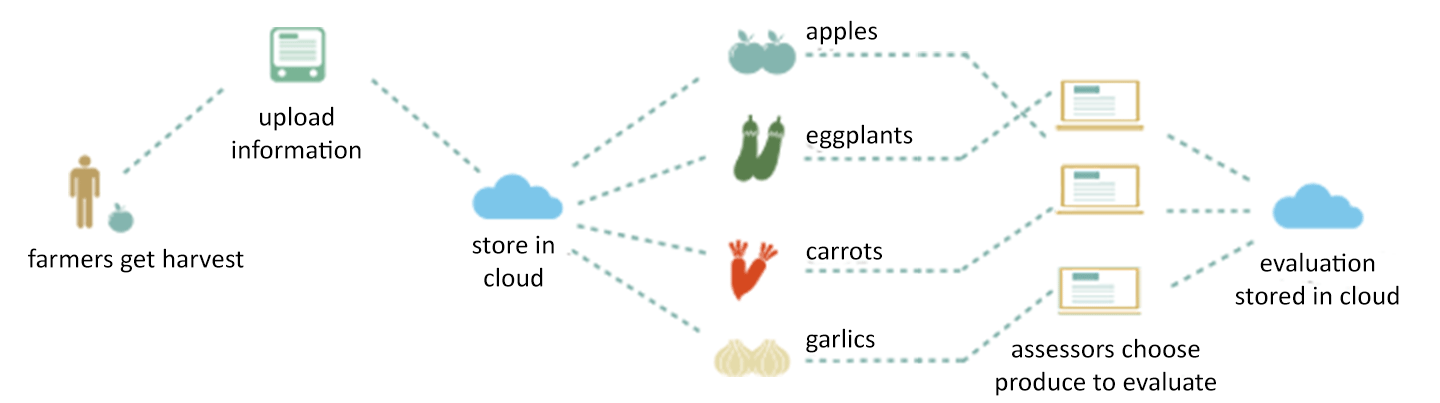 farmers get harvest
upload
information
store in
cloud
apples
eggplants
carrots
garlics
assessors choose
produce to evaluate
evaluation
stored in cloud